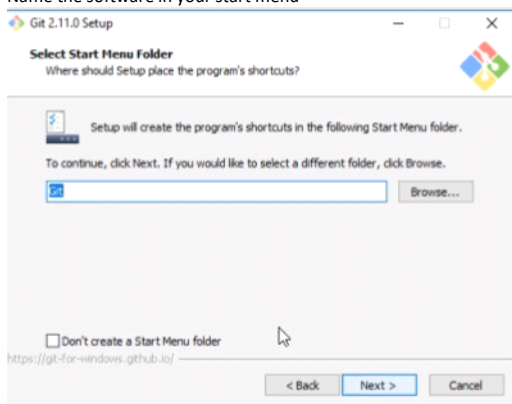 Name the software in your start menu
Git 2.11.0 Setup
Select Start Menu Folder
Where should Setup place the program's shortcuts?
Setup will create the program's shortcuts in the following Start Menu folder.
To continue, click Next. If you would like to select a different folder, click Browse.
Git
Browse...
Don't create a Start Menu folder
https://git-for-windows.github.io/
< Back
Next >
Cancel